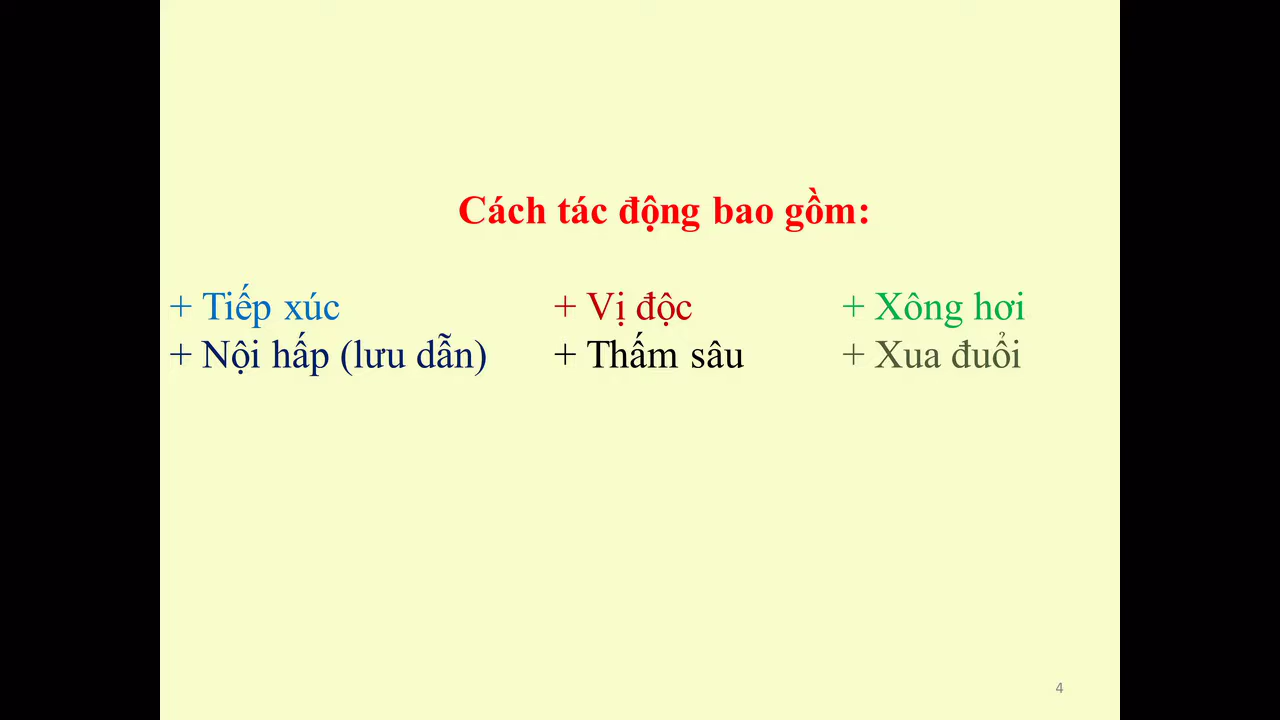 Cách tác động bao gồm:
+ Tiếp xúc + Vị độc + Xông hơi
+ Nội hấp (lưu dẫn) + Thấm sâu + Xua đuổi
4